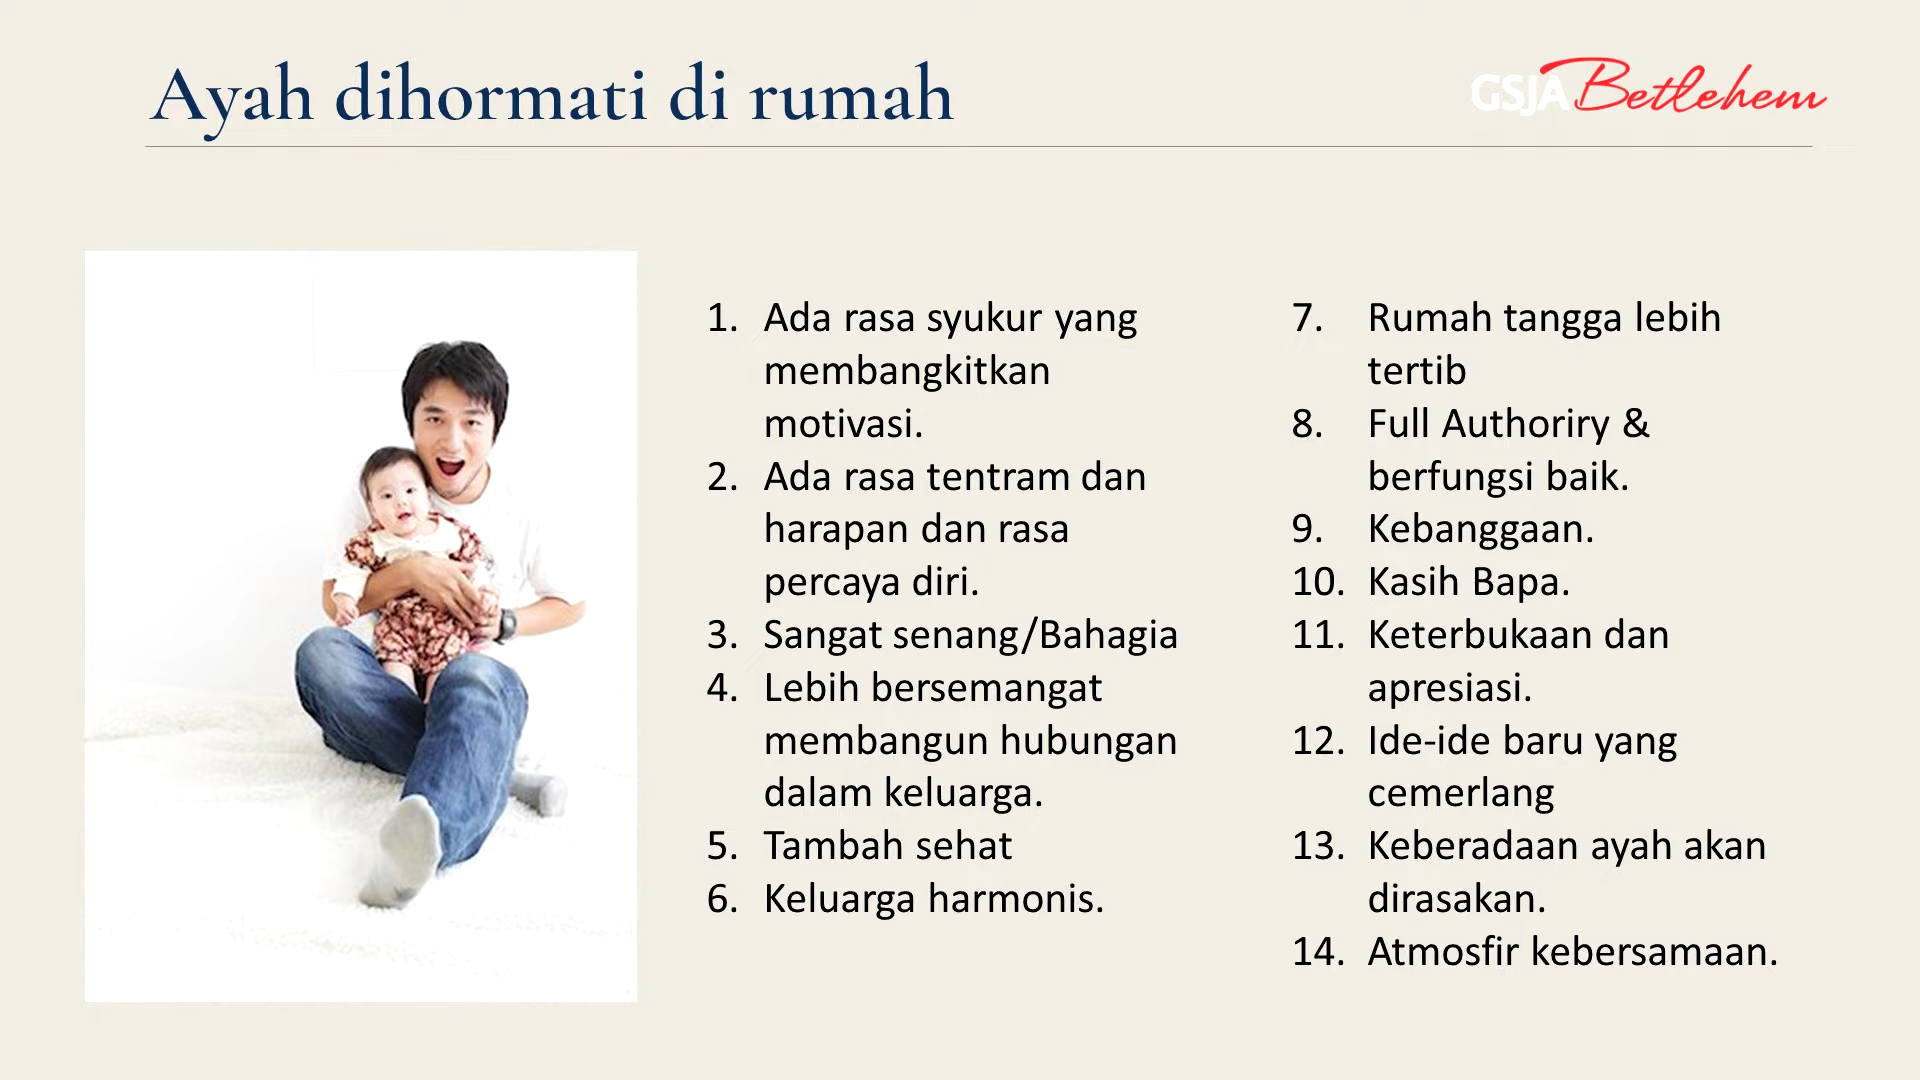 Ayah dihormati di rumah
GSJA Betlehem
1. Ada rasa syukur yang
membangkitkan
motivasi.
2. Ada rasa tentram dan
harapan dan rasa
percaya diri.
3. Sangat senang/Bahagia
4. Lebih bersemangat
membangun hubungan
dalam keluarga.
5. Tambah sehat
6. Keluarga harmonis.
7. Rumah tangga lebih
tertib
8. Full Authoriry &
berfungsi baik.
9. Kebanggaan.
10. Kasih Bapa.
11. Keterbukaan dan
apresiasi.
12. Ide-ide baru yang
cemerlang
13. Keberadaan ayah akan
dirasakan.
14. Atmosfir kebersamaan.